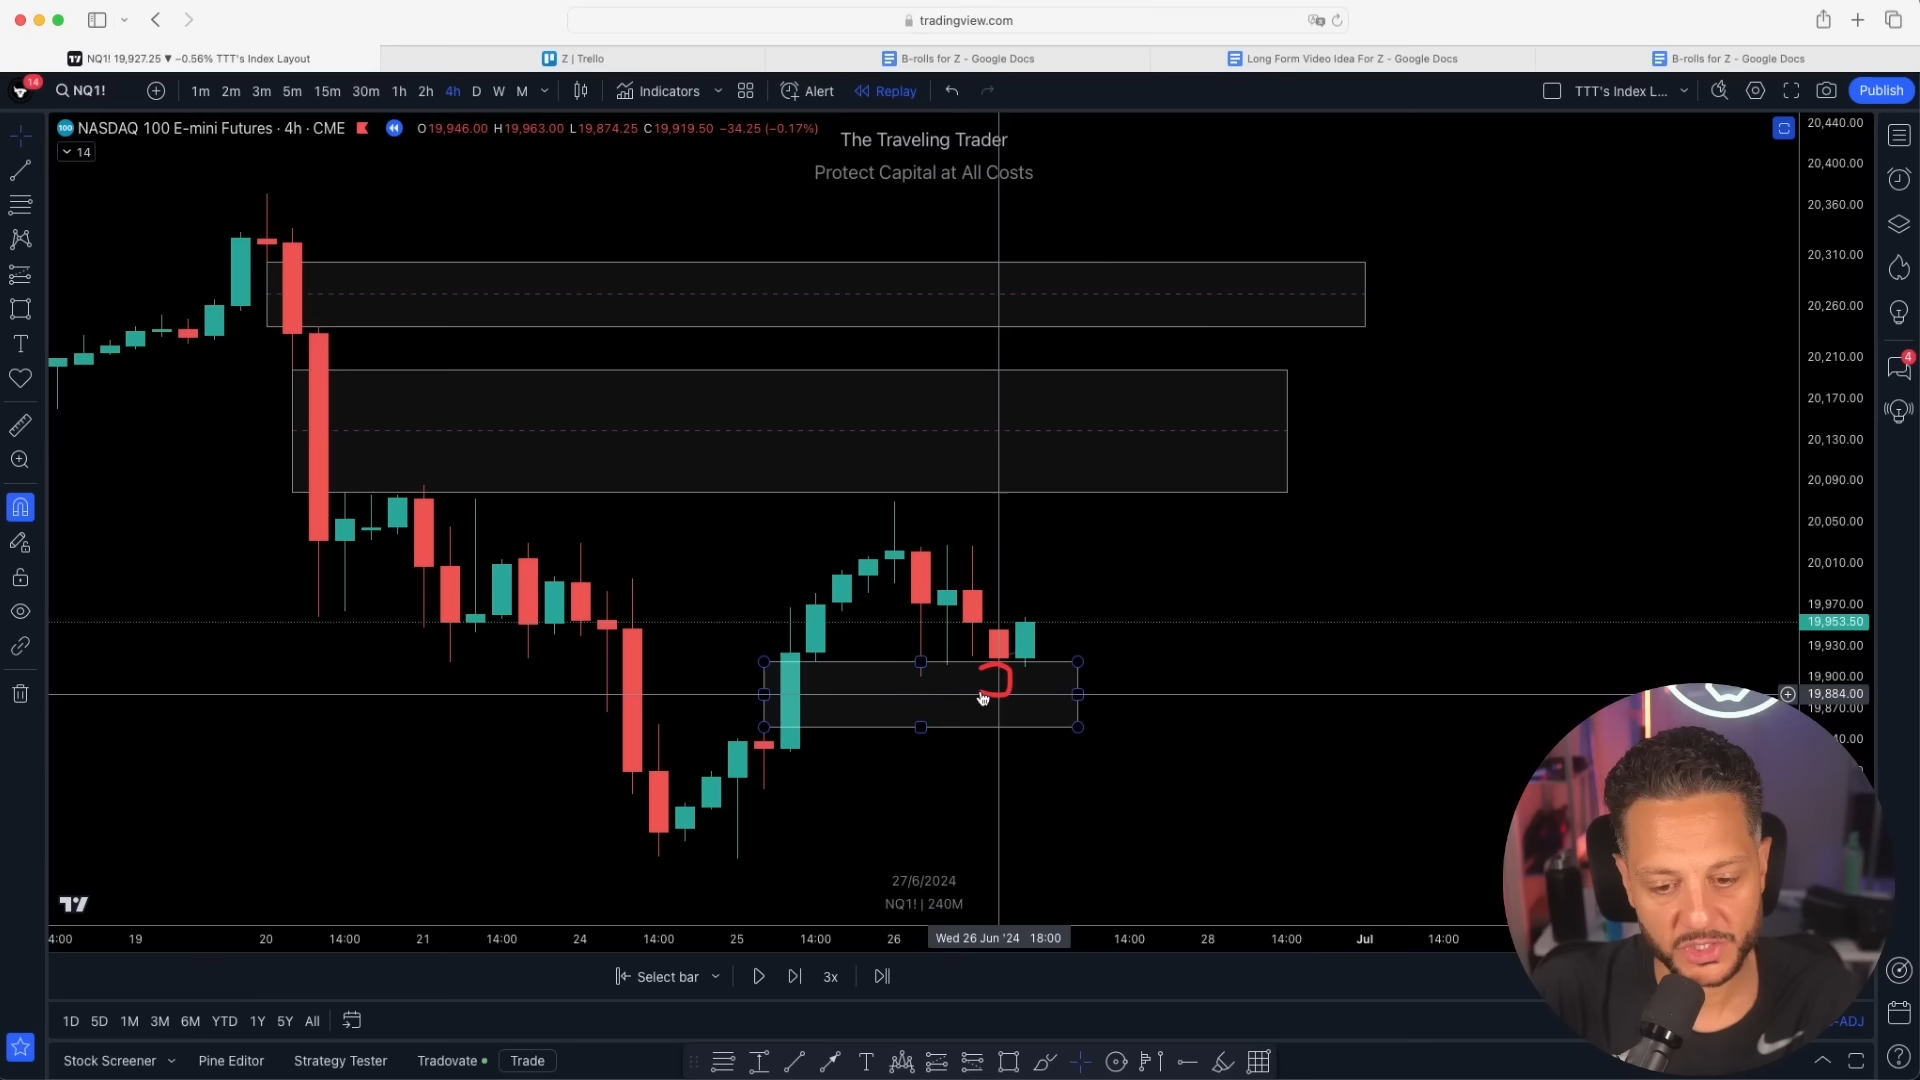 tradingview.com
NQ1! 19,927.25 ▼ −0.56% TTT's Index Layout
Z | Trello
B-rolls for Z - Google Docs
Long Form Video Idea For Z - Google Docs
B-rolls for Z - Google Docs
14
NQ1!
1m 2m 3m 5m 15m 30m 1h 2h 4h D W M
Indicators
Alert
Replay
TTT's Index L...
Publish
100 NASDAQ 100 E-mini Futures · 4h · CME
O19,946.00 H19,963.00 L19,874.25 C19,919.50 −34.25 (−0.17%)
14
The Traveling Trader
Protect Capital at All Costs
20,440.00
20,400.00
20,360.00
20,310.00
20,260.00
20,210.00
20,170.00
20,130.00
20,090.00
20,050.00
20,010.00
19,970.00
19,953.50
19,930.00
19,900.00
19,884.00
19,870.00
4
27/6/2024
NQ1! | 240M
4:00 19 20 14:00 21 14:00 24 14:00 25 14:00 26 Wed 26 Jun '24 18:00 14:00 28 14:00 Jul 14:00
Select bar
3x
1D 5D 1M 3M 6M YTD 1Y 5Y All
-ADJ
Stock Screener
Pine Editor
Strategy Tester
Tradovate
Trade